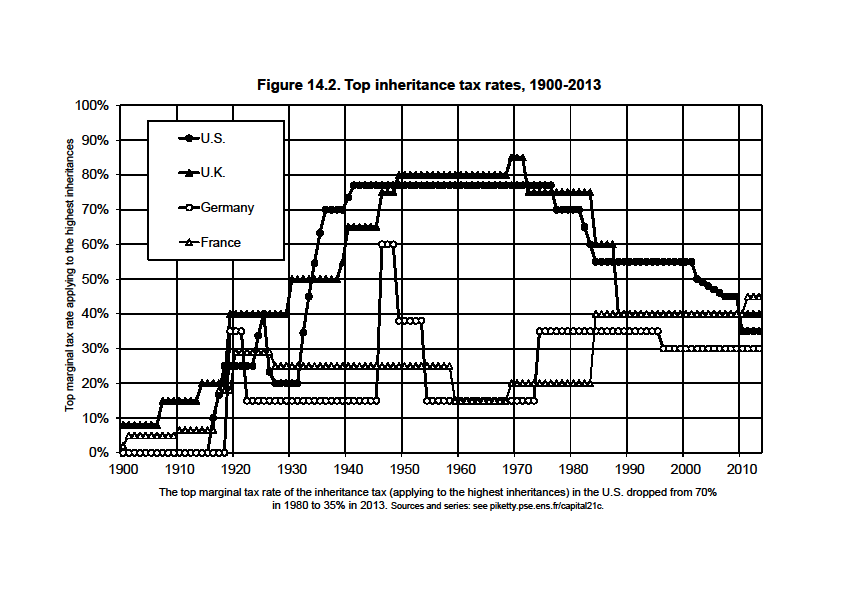 Figure 14.2. Top inheritance tax rates, 1900-2013
Top marginal tax rate applying to the highest inheritances
100%
90%
80%
70%
60%
50%
40%
30%
20%
10%
0%
U.S.
U.K.
Germany
France
1900 1910 1920 1930 1940 1950 1960 1970 1980 1990 2000 2010
The top marginal tax rate of the inheritance tax (applying to the highest inheritances) in the U.S. dropped from 70%
in 1980 to 35% in 2013. Sources and series: see piketty.pse.ens.fr/capital21c.